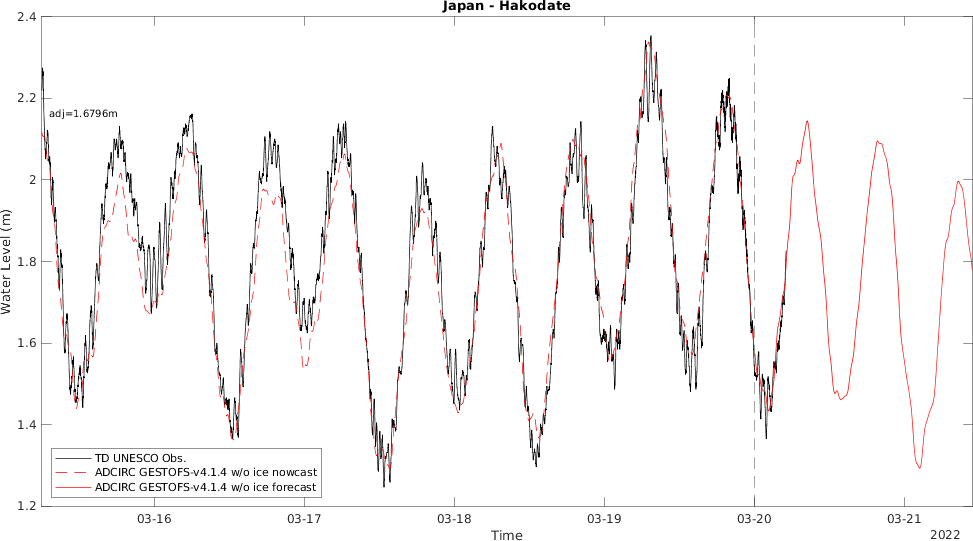 Japan - Hakodate
2.4
2.2
2
1.8
1.6
1.4
1.2
Water Level (m)
adj=1.6796m
TD UNESCO Obs.
ADCIRC GESTOFS-v4.1.4 w/o ice nowcast
ADCIRC GESTOFS-v4.1.4 w/o ice forecast
03-16 03-17 03-18 03-19 03-20 03-21
Time
2022